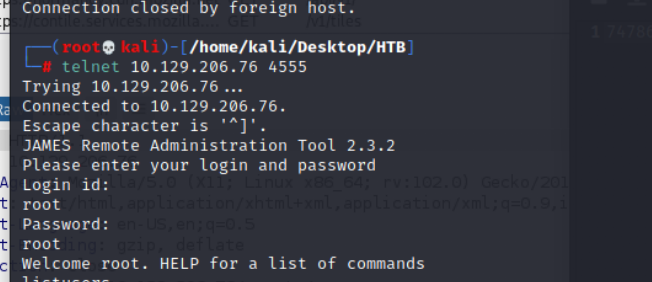 Connection closed by foreign host.
┌──(root💀kali)-[/home/kali/Desktop/HTB]
└─# telnet 10.129.206.76 4555
Trying 10.129.206.76...
Connected to 10.129.206.76.
Escape character is '^]'.
JAMES Remote Administration Tool 2.3.2
Please enter your login and password
Login id:
root
Password:
root
Welcome root. HELP for a list of commands
listusers